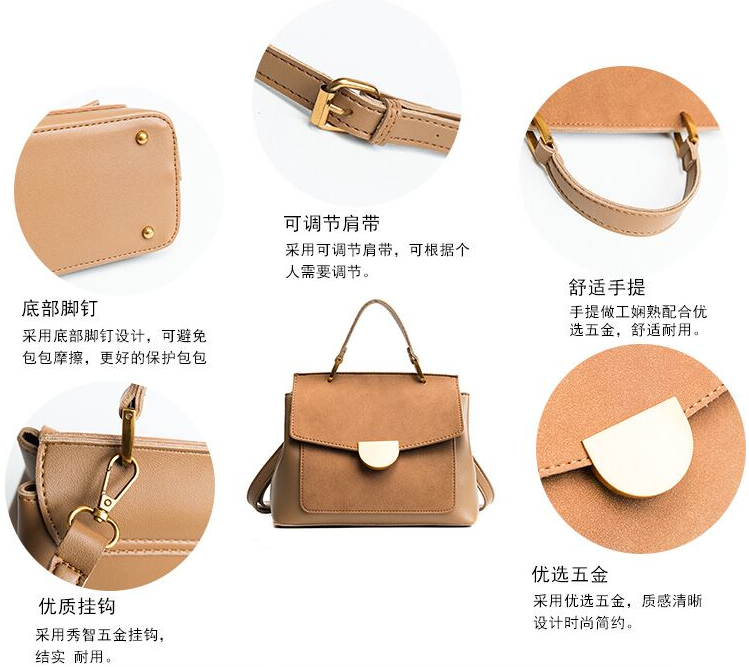 可调节肩带
采用可调节肩带，可根据个
人需要调节。
舒适手提
手提做工娴熟配合优
选五金，舒适耐用。
底部脚钉
采用底部脚钉设计，可避免
包包摩擦，更好的保护包包
优选五金
采用优选五金，质感清晰
设计时尚简约。
优质挂钩
采用秀智五金挂钩，
结实 耐用。